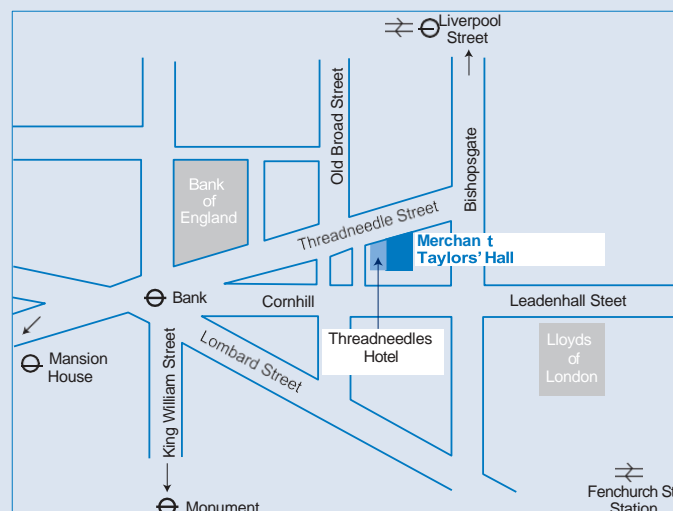 Liverpool
Street
Old Broad Street
Bishopsgate
Bank
of
England
Threadneedle Street
Merchan t
Taylors' Hall
Bank
Cornhill
Leadenhall Steet
Threadneedles
Hotel
Lloyds
of
London
Mansion
House
King William Street
Lombard Street
Monument
Fenchurch St
Station